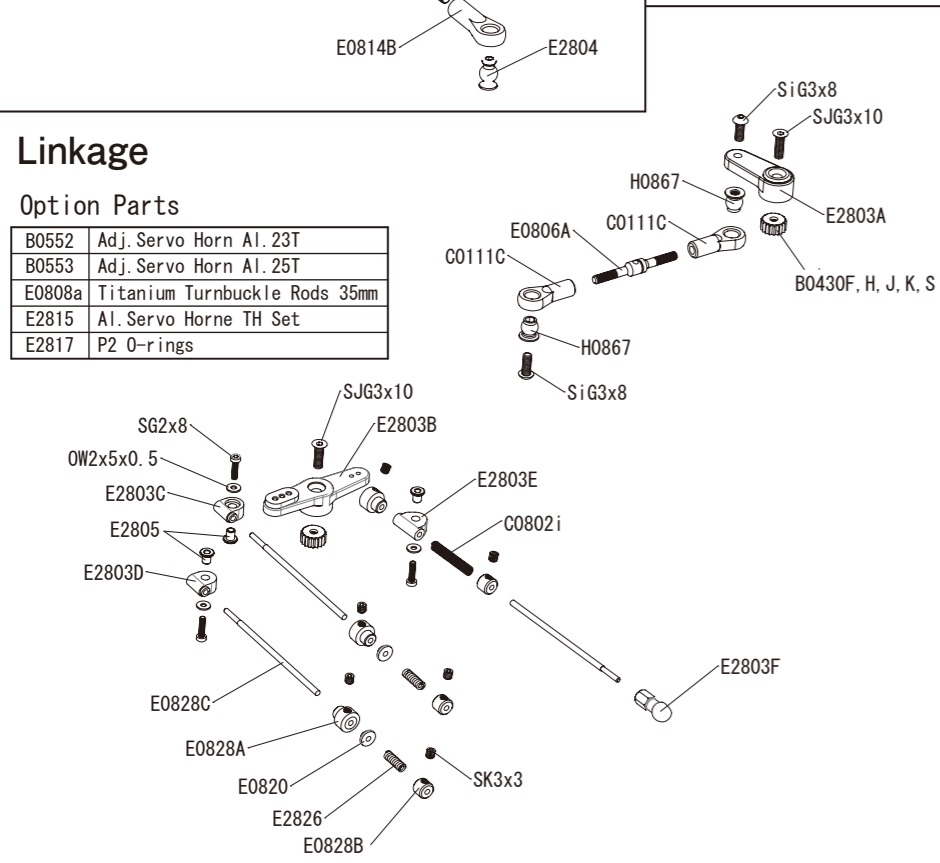 E0814B
E2804
Linkage
Option Parts
B0552 Adj.Servo Horn Al.23T
B0553 Adj.Servo Horn Al.25T
E0808a Titanium Turnbuckle Rods 35mm
E2815 Al.Servo Horne TH Set
E2817 P2 O-rings
SiG3x8
SJG3x10
H0867
E2803A
C0111C
E0806A
C0111C
B0430F, H, J, K, S
H0867
SiG3x8
SJG3x10
E2803B
SG2x8
OW2x5x0.5
E2803C
E2803E
C0802i
E2805
E2803D
E2803F
E0828C
E0828A
E0820
SK3x3
E2826
E0828B